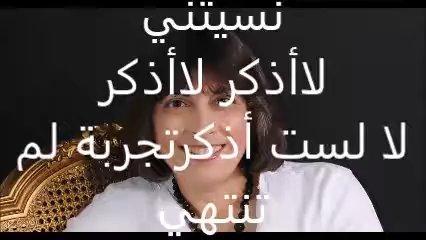 نسيتني
لاأذكر لاأذكر
لا لست أذكرتجربة لم
تنتهي